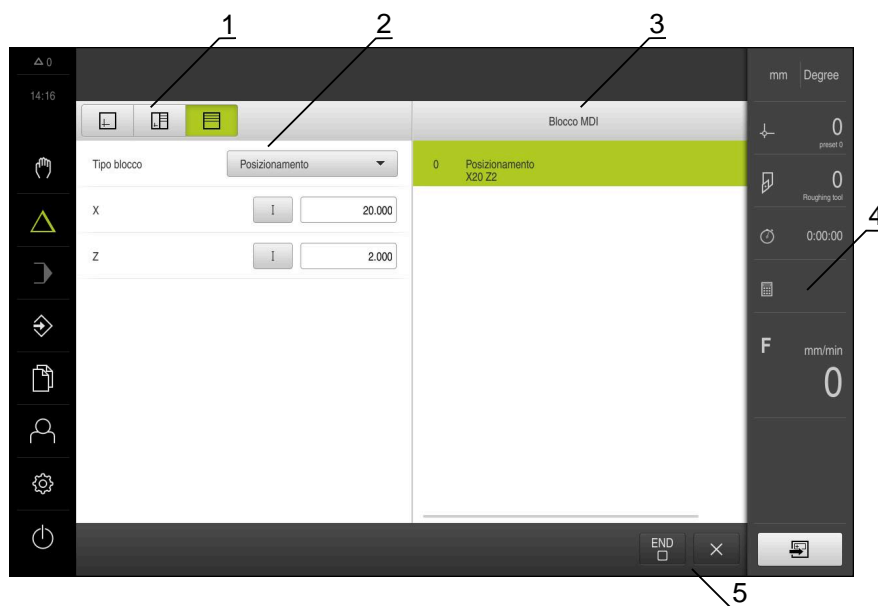 1
2
3
0
14:16
mm Degree
Blocco MDI
0
preset 0
Tipo blocco Posizionamento
0 Posizionamento
X20 Z2
0
Roughing tool
X I 20.000
4
0:00:00
Z I 2.000
F mm/min
0
END
5